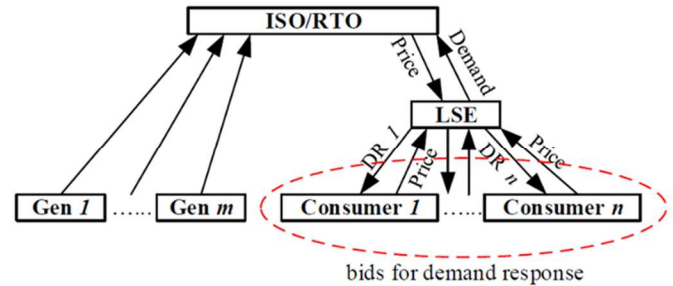 ISO/RTO
Price
Demand
LSE
DR 1
Price
DR n
Price
Gen 1
......
Gen m
Consumer 1
......
Consumer n
bids for demand response